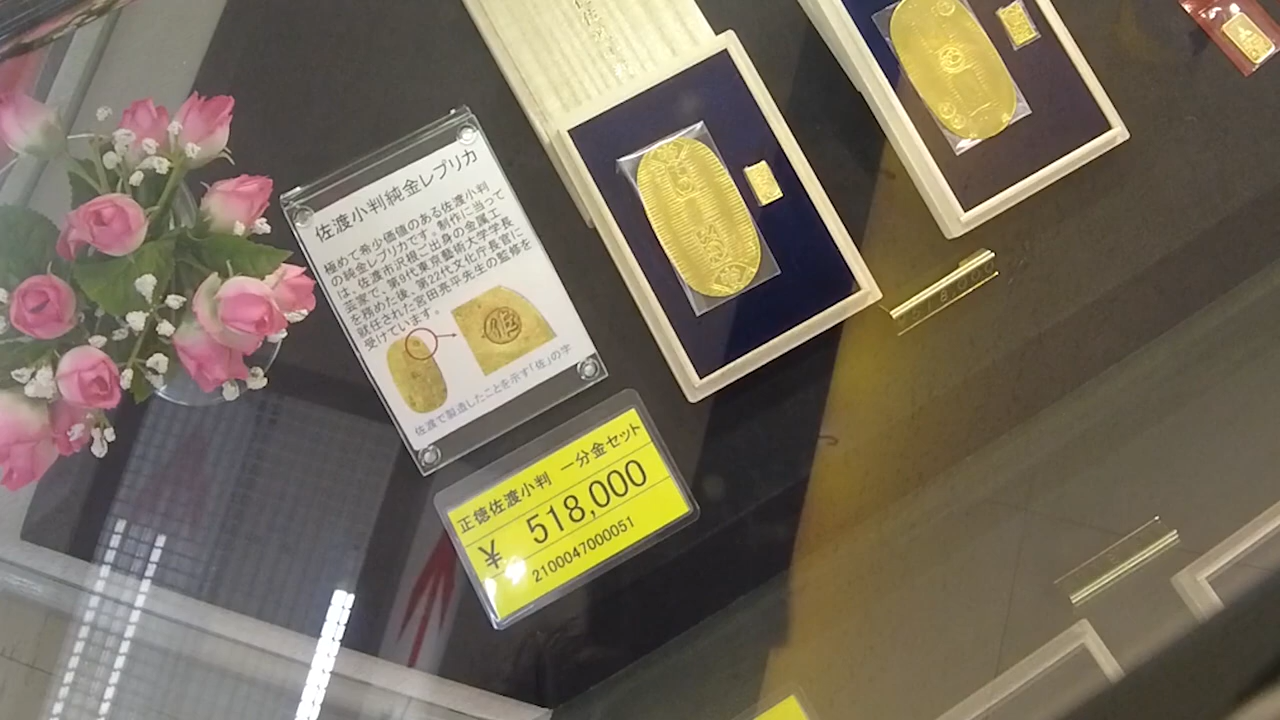 佐渡小判純金レプリカ
極めて希少価値のある佐渡小判
の純金レプリカです。制作に当って
は、佐渡市沢根ご出身の金属工
芸家で、第9代東京藝術大学学長
を務めた後、第22代文化庁長官に
就任された宮田亮平先生の監修を
受けています。
佐
佐渡で製造したことを示す「佐」の字
正徳佐渡小判 一分金セット
¥ 518,000
2100047000051
518,000